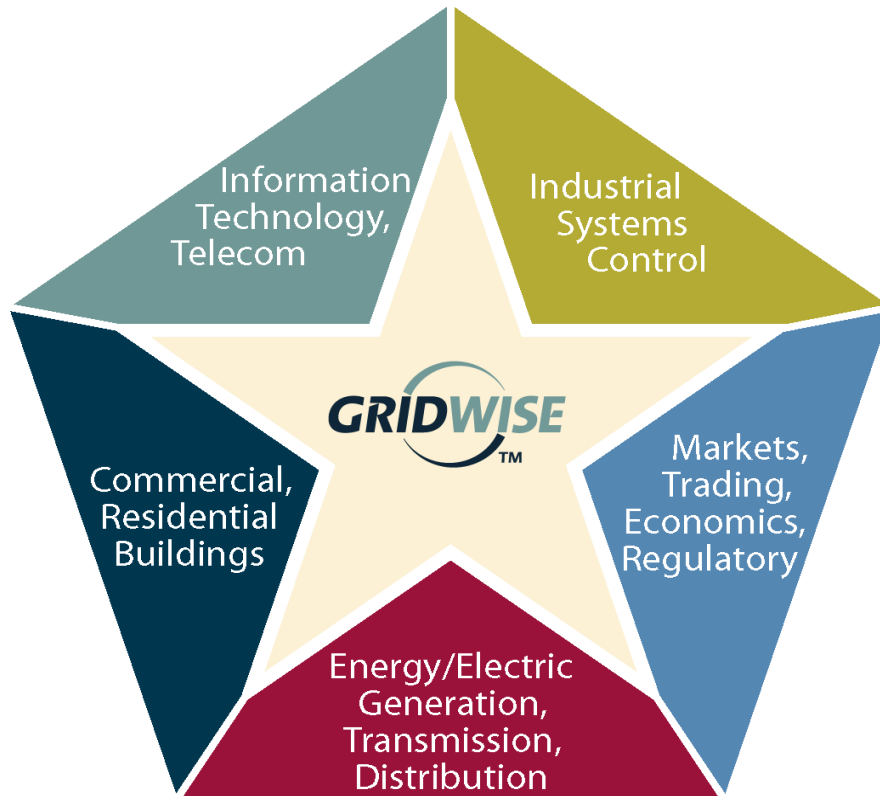 Information
Technology,
Telecom
Industrial
Systems
Control
GRIDWISE
TM
Commercial,
Residential
Buildings
Markets,
Trading,
Economics,
Regulatory
Energy/Electric
Generation,
Transmission,
Distribution